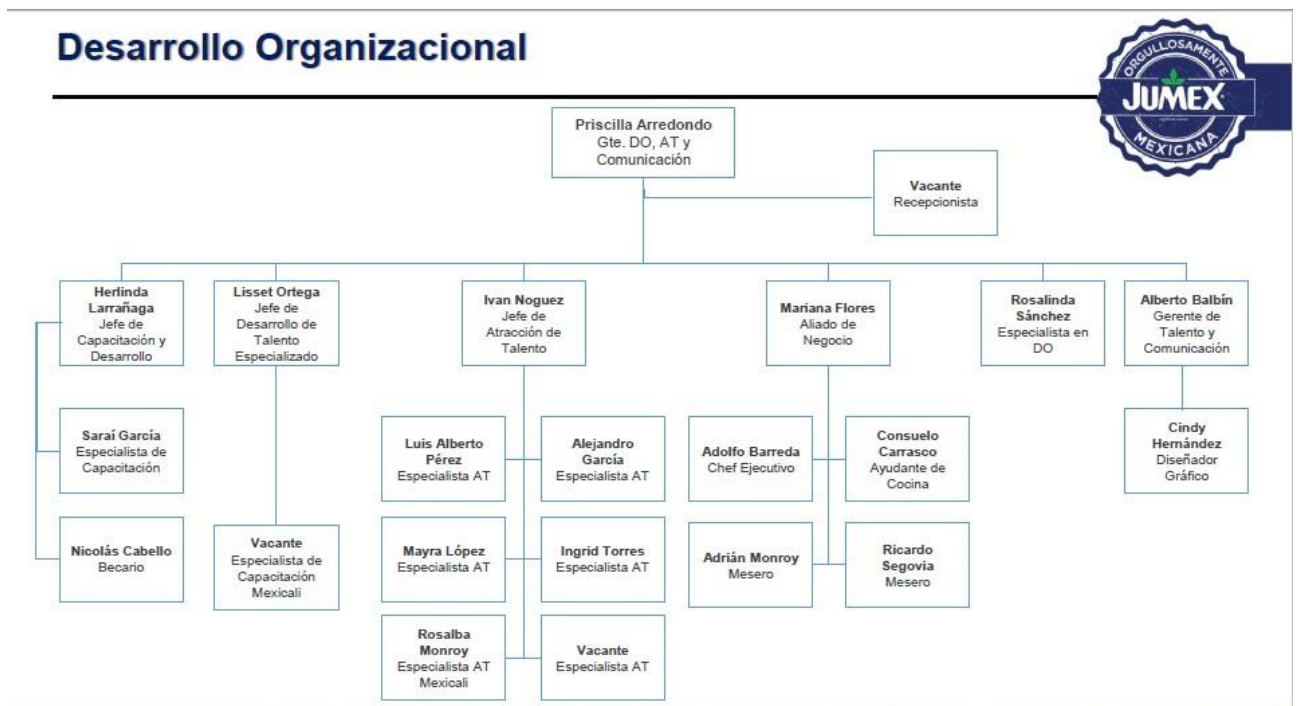 Desarrollo Organizacional
ORGULLOSAMENTE
JUMEX
MEXICANA
Priscilla Arredondo
Gte. DO, AT y
Comunicación
Vacante
Recepcionista
Herlinda
Larrañaga
Jefe de
Capacitación y
Desarrollo
Lisset Ortega
Jefe de
Desarrollo de
Talento
Especializado
Ivan Noguez
Jefe de
Atracción de
Talento
Mariana Flores
Aliado de
Negocio
Rosalinda
Sánchez
Especialista en
DO
Alberto Balbín
Gerente de
Talento y
Comunicación
Saraí García
Especialista de
Capacitación
Luis Alberto
Pérez
Especialista AT
Alejandro
García
Especialista AT
Adolfo Barreda
Chef Ejecutivo
Consuelo
Carrasco
Ayudante de
Cocina
Cindy
Hernández
Diseñador
Gráfico
Nicolás Cabello
Becario
Vacante
Especialista de
Capacitación
Mexicali
Mayra López
Especialista AT
Ingrid Torres
Especialista AT
Adrián Monroy
Mesero
Ricardo
Segovia
Mesero
Rosalba
Monroy
Especialista AT
Mexicali
Vacante
Especialista AT